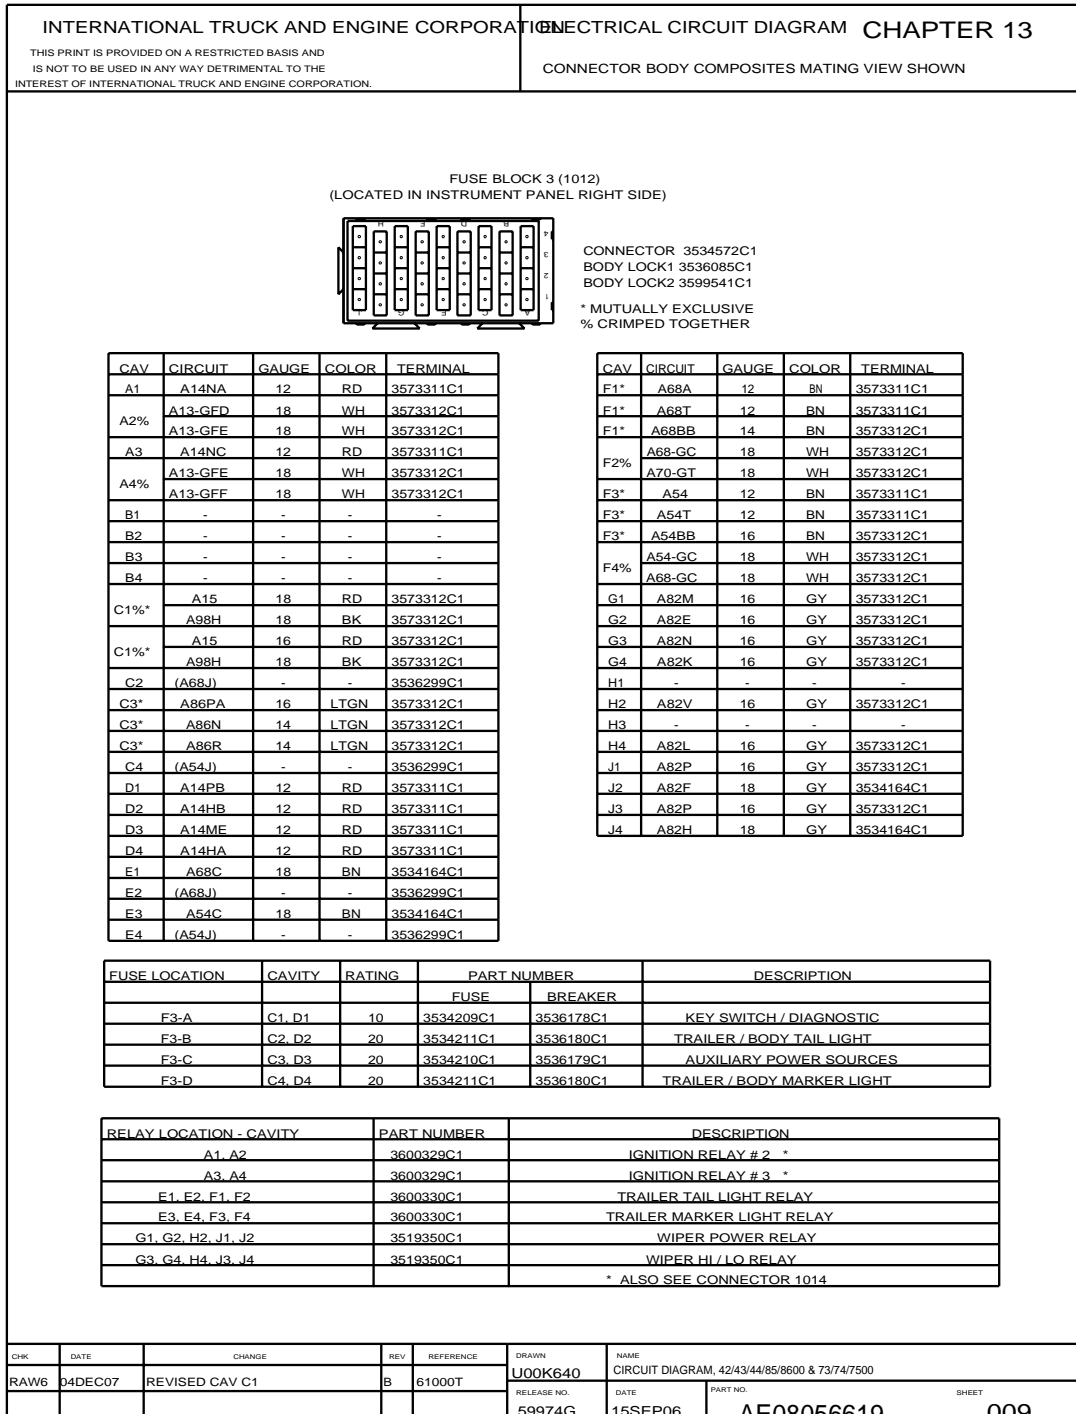 INTERNATIONAL TRUCK AND ENGINE CORPORATION
THIS PRINT IS PROVIDED ON A RESTRICTED BASIS AND
IS NOT TO BE USED IN ANY WAY DETRIMENTAL TO THE
INTEREST OF INTERNATIONAL TRUCK AND ENGINE CORPORATION.
ELECTRICAL CIRCUIT DIAGRAM CHAPTER 13
CONNECTOR BODY COMPOSITES MATING VIEW SHOWN
FUSE BLOCK 3 (1012)
(LOCATED IN INSTRUMENT PANEL RIGHT SIDE)
H F D B
4
3
2
1
J G E C A
CONNECTOR 3534572C1
BODY LOCK1 3536085C1
BODY LOCK2 3599541C1
* MUTUALLY EXCLUSIVE
% CRIMPED TOGETHER
CAV CIRCUIT GAUGE COLOR TERMINAL
A1 A14NA 12 RD 3573311C1
A2% A13-GFD 18 WH 3573312C1
A13-GFE 18 WH 3573312C1
A3 A14NC 12 RD 3573311C1
A4% A13-GFE 18 WH 3573312C1
A13-GFF 18 WH 3573312C1
B1 - - - -
B2 - - - -
B3 - - - -
B4 - - - -
C1%* A15 18 RD 3573312C1
A98H 18 BK 3573312C1
C1%* A15 16 RD 3573312C1
A98H 18 BK 3573312C1
C2 (A68J) - - 3536299C1
C3* A86PA 16 LTGN 3573312C1
C3* A86N 14 LTGN 3573312C1
C3* A86R 14 LTGN 3573312C1
C4 (A54J) - - 3536299C1
D1 A14PB 12 RD 3573311C1
D2 A14HB 12 RD 3573311C1
D3 A14ME 12 RD 3573311C1
D4 A14HA 12 RD 3573311C1
E1 A68C 18 BN 3534164C1
E2 (A68J) - - 3536299C1
E3 A54C 18 BN 3534164C1
E4 (A54J) - - 3536299C1
CAV CIRCUIT GAUGE COLOR TERMINAL
F1* A68A 12 BN 3573311C1
F1* A68T 12 BN 3573311C1
F1* A68BB 14 BN 3573312C1
F2% A68-GC 18 WH 3573312C1
A70-GT 18 WH 3573312C1
F3* A54 12 BN 3573311C1
F3* A54T 12 BN 3573311C1
F3* A54BB 16 BN 3573312C1
F4% A54-GC 18 WH 3573312C1
A68-GC 18 WH 3573312C1
G1 A82M 16 GY 3573312C1
G2 A82E 16 GY 3573312C1
G3 A82N 16 GY 3573312C1
G4 A82K 16 GY 3573312C1
H1 - - - -
H2 A82V 16 GY 3573312C1
H3 - - - -
H4 A82L 16 GY 3573312C1
J1 A82P 16 GY 3573312C1
J2 A82F 18 GY 3534164C1
J3 A82P 16 GY 3573312C1
J4 A82H 18 GY 3534164C1
FUSE LOCATION CAVITY RATING PART NUMBER DESCRIPTION
FUSE BREAKER
F3-A C1, D1 10 3534209C1 3536178C1 KEY SWITCH / DIAGNOSTIC
F3-B C2, D2 20 3534211C1 3536180C1 TRAILER / BODY TAIL LIGHT
F3-C C3, D3 20 3534210C1 3536179C1 AUXILIARY POWER SOURCES
F3-D C4, D4 20 3534211C1 3536180C1 TRAILER / BODY MARKER LIGHT
RELAY LOCATION - CAVITY PART NUMBER DESCRIPTION
A1, A2 3600329C1 IGNITION RELAY # 2 *
A3, A4 3600329C1 IGNITION RELAY # 3 *
E1, E2, F1, F2 3600330C1 TRAILER TAIL LIGHT RELAY
E3, E4, F3, F4 3600330C1 TRAILER MARKER LIGHT RELAY
G1, G2, H2, J1, J2 3519350C1 WIPER POWER RELAY
G3, G4, H4, J3, J4 3519350C1 WIPER HI / LO RELAY
* ALSO SEE CONNECTOR 1014
CHK DATE CHANGE REV REFERENCE DRAWN NAME
RAW6 04DEC07 REVISED CAV C1 B 61000T U00K640 CIRCUIT DIAGRAM, 42/43/44/85/8600 & 73/74/7500
RELEASE NO. DATE PART NO. SHEET
59974G 15SEP06 AE08056619 009